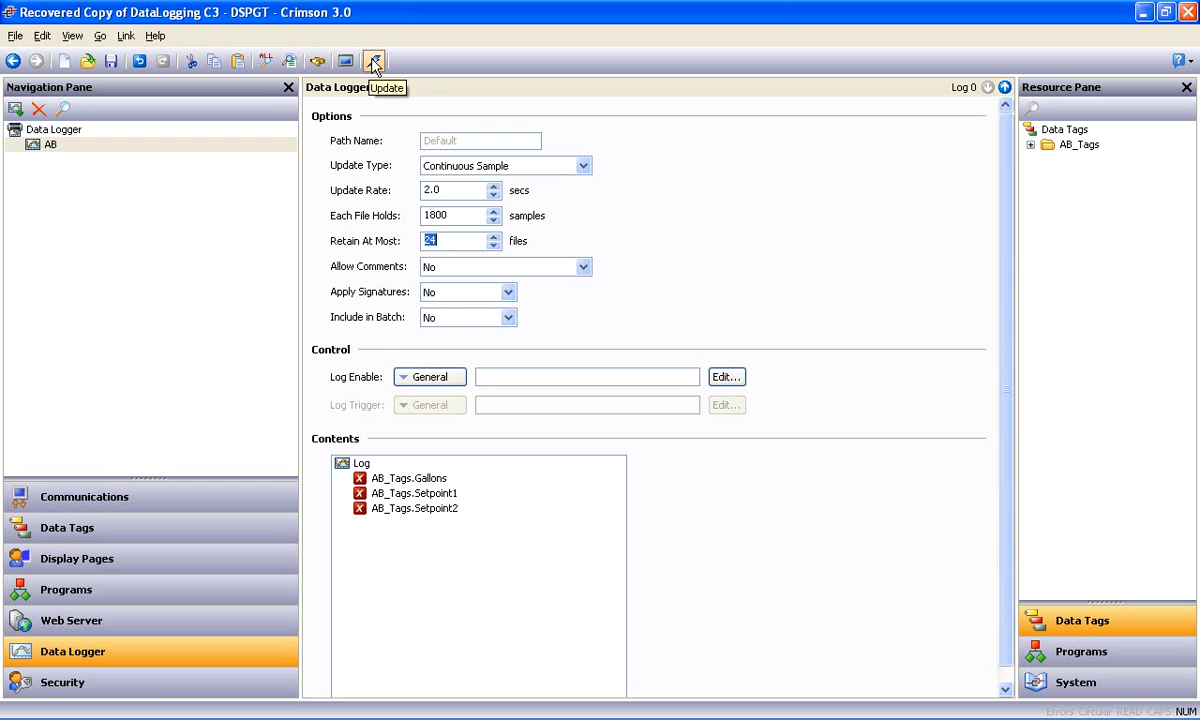 Recovered Copy of DataLogging C3 - DSPGT - Crimson 3.0
File Edit View Go Link Help
Navigation Pane
Data Logger
AB
Communications
Data Tags
Display Pages
Programs
Web Server
Data Logger
Security
Data Logger
Update
Log 0
Options
Path Name: Default
Update Type: Continuous Sample
Update Rate: 2.0 secs
Each File Holds: 1800 samples
Retain At Most: 24 files
Allow Comments: No
Apply Signatures: No
Include in Batch: No
Control
Log Enable: General Edit...
Log Trigger: General Edit...
Contents
Log
AB_Tags.Gallons
AB_Tags.Setpoint1
AB_Tags.Setpoint2
Resource Pane
Data Tags
AB_Tags
Data Tags
Programs
System
Errors Circular READ CAPS NUM